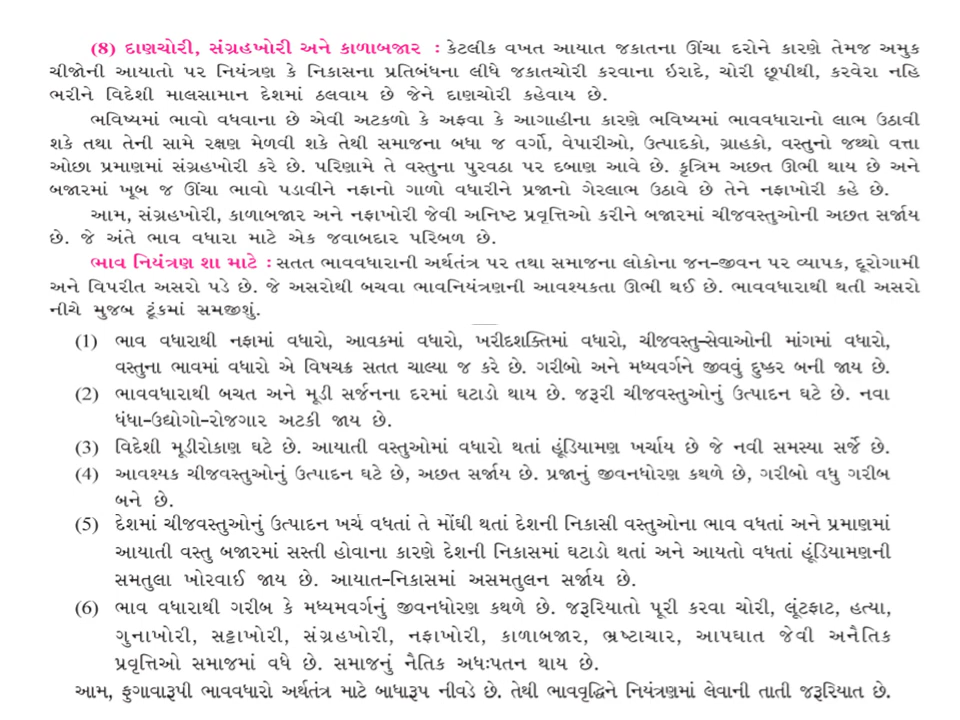 (8) દાણચોરી, સંગ્રહખોરી અને કાળાબજાર : કેટલીક વખત આયાત જકાતના ઊંચા દરોને કારણે તેમજ અમુક
ચીજોની આયાતો પર નિયંત્રણ કે નિકાસના પ્રતિબંધના લીધે જકાતચોરી કરવાના ઇરાદે, ચોરી છૂપીથી, કરવેરા નહિ
ભરીને વિદેશી માલસામાન દેશમાં ઠલવાય છે જેને દાણચોરી કહેવાય છે.
ભવિષ્યમાં ભાવો વધવાના છે એવી અટકળો કે અફવા કે આગાહીના કારણે ભવિષ્યમાં ભાવવધારાનો લાભ ઉઠાવી
શકે તથા તેની સામે રક્ષણ મેળવી શકે તેથી સમાજના બધા જ વર્ગો, વેપારીઓ, ઉત્પાદકો, ગ્રાહકો, વસ્તુનો જથ્થો વત્તા
ઓછા પ્રમાણમાં સંગ્રહખોરી કરે છે. પરિણામે તે વસ્તુના પુરવઠા પર દબાણ આવે છે. કૃત્રિમ અછત ઊભી થાય છે અને
બજારમાં ખૂબ જ ઊંચા ભાવો પડાવીને નફાનો ગાળો વધારીને પ્રજાનો ગેરલાભ ઉઠાવે છે તેને નફાખોરી કહે છે.
આમ, સંગ્રહખોરી, કાળાબજાર અને નફાખોરી જેવી અનિષ્ટ પ્રવૃત્તિઓ કરીને બજારમાં ચીજવસ્તુઓની અછત સર્જાય
છે. જે અંતે ભાવ વધારા માટે એક જવાબદાર પરિબળ છે.
ભાવ નિયંત્રણ શા માટે : સતત ભાવવધારાની અર્થતંત્ર પર તથા સમાજના લોકોના જન-જીવન પર વ્યાપક, દૂરોગામી
અને વિપરીત અસરો પડે છે. જે અસરોથી બચવા ભાવનિયંત્રણની આવશ્યકતા ઊભી થઈ છે. ભાવવધારાથી થતી અસરો
નીચે મુજબ ટૂંકમાં સમજીશું.
(1) ભાવ વધારાથી નફામાં વધારો, આવકમાં વધારો, ખરીદશક્તિમાં વધારો, ચીજવસ્તુ-સેવાઓની માંગમાં વધારો,
વસ્તુના ભાવમાં વધારો એ વિષચક્ર સતત ચાલ્યા જ કરે છે. ગરીબો અને મધ્યવર્ગને જીવવું દુષ્કર બની જાય છે.
(2) ભાવવધારાથી બચત અને મૂડી સર્જનના દરમાં ઘટાડો થાય છે. જરૂરી ચીજવસ્તુઓનું ઉત્પાદન ઘટે છે. નવા
ધંધા-ઉદ્યોગો-રોજગાર અટકી જાય છે.
(3) વિદેશી મૂડીરોકાણ ઘટે છે. આયાતી વસ્તુઓમાં વધારો થતાં હૂંડિયામણ ખર્ચાય છે જે નવી સમસ્યા સર્જે છે.
(4) આવશ્યક ચીજવસ્તુઓનું ઉત્પાદન ઘટે છે, અછત સર્જાય છે. પ્રજાનું જીવનધોરણ કથળે છે, ગરીબો વધુ ગરીબ
બને છે.
(5) દેશમાં ચીજવસ્તુઓનું ઉત્પાદન ખર્ચ વધતાં તે મોંઘી થતાં દેશની નિકાસી વસ્તુઓના ભાવ વધતાં અને પ્રમાણમાં
આયાતી વસ્તુ બજારમાં સસ્તી હોવાના કારણે દેશની નિકાસમાં ઘટાડો થતાં અને આયતો વધતાં હૂંડિયામણની
સમતુલા ખોરવાઈ જાય છે. આયાત-નિકાસમાં અસમતુલન સર્જાય છે.
(6) ભાવ વધારાથી ગરીબ કે મધ્યમવર્ગનું જીવનધોરણ કથળે છે. જરૂરિયાતો પૂરી કરવા ચોરી, લૂંટફાટ, હત્યા,
ગુનાખોરી, સટ્ટાખોરી, સંગ્રહખોરી, નફાખોરી, કાળાબજાર, ભ્રષ્ટાચાર, આપઘાત જેવી અનૈતિક
પ્રવૃત્તિઓ સમાજમાં વધે છે. સમાજનું નૈતિક અધઃપતન થાય છે.
આમ, ફુગાવારૂપી ભાવવધારો અર્થતંત્ર માટે બાધારૂપ નીવડે છે. તેથી ભાવવૃદ્ધિને નિયંત્રણમાં લેવાની તાતી જરૂરિયાત છે.